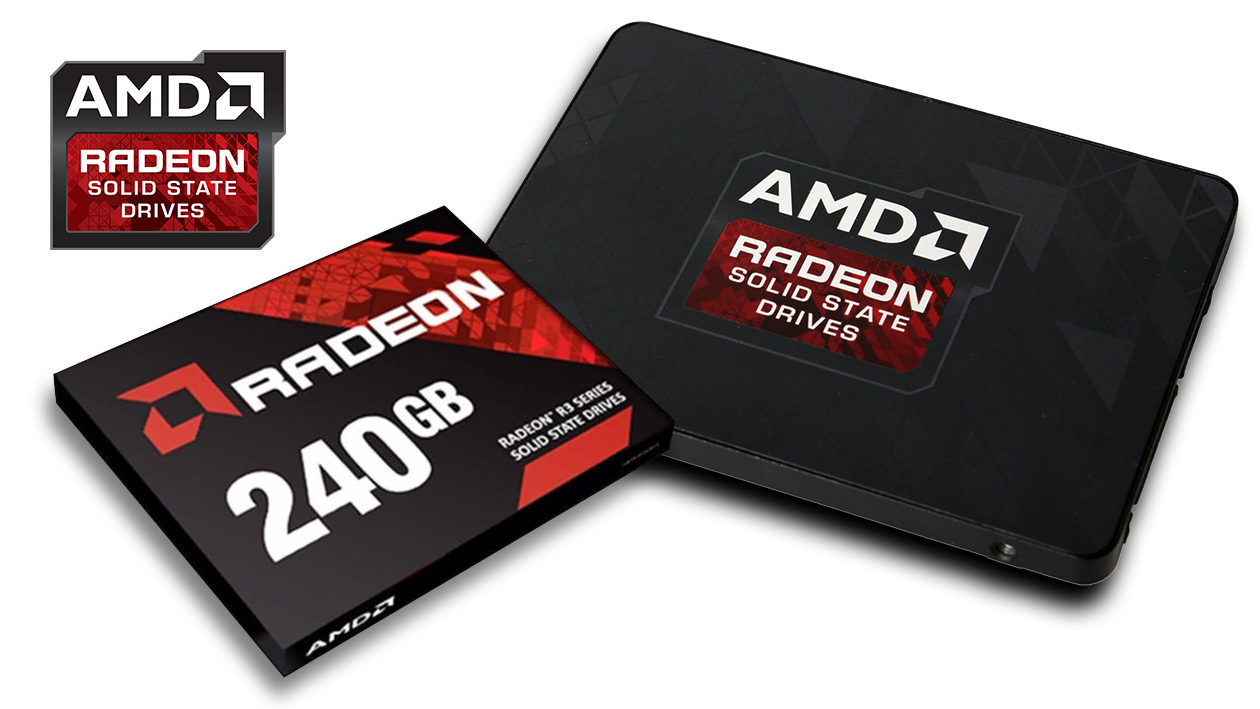 AMD
RADEON
SOLID STATE
DRIVES
AMD
RADEON
SOLID STATE
DRIVES
RADEON
240GB
RADEON™ R3 SERIES
SOLID STATE DRIVES
AMD